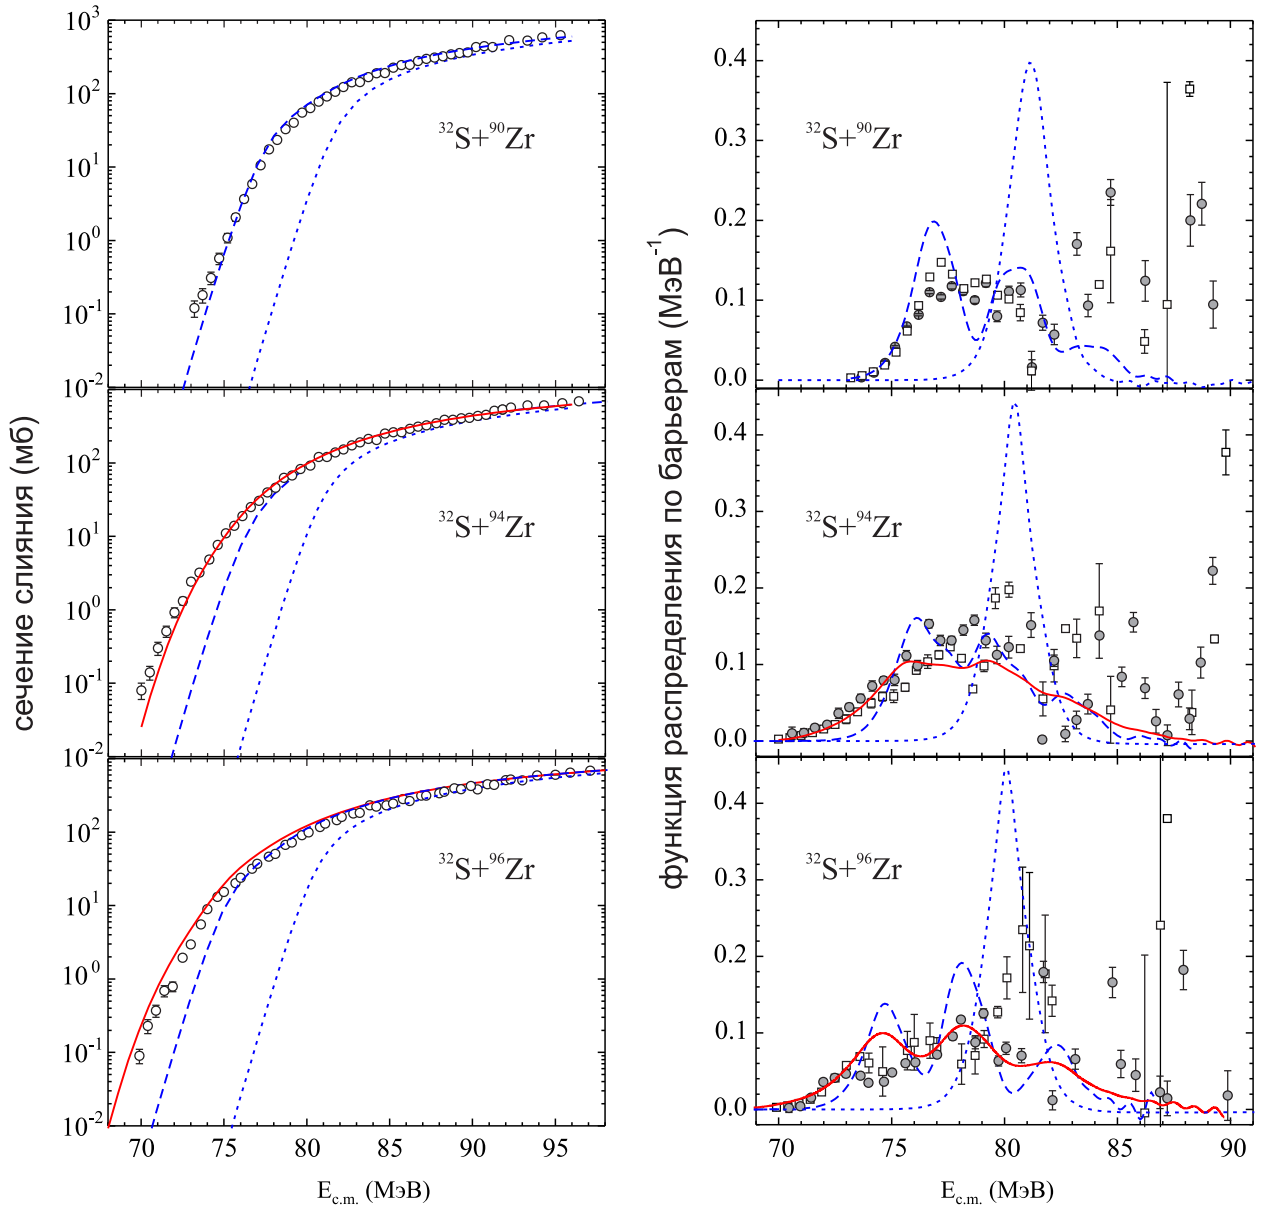 сечение слияния (мб)
10³
10²
10¹
10⁰
10⁻¹
10⁻²
³²S+⁹⁰Zr
10²
10¹
10⁰
10⁻¹
10⁻²
³²S+⁹⁴Zr
10²
10¹
10⁰
10⁻¹
10⁻²
³²S+⁹⁶Zr
70 75 80 85 90 95
E_c.m. (МэВ)
функция распределения по барьерам (МэВ⁻¹)
0.4
0.3
0.2
0.1
0.0
³²S+⁹⁰Zr
0.4
0.3
0.2
0.1
0.0
³²S+⁹⁴Zr
0.4
0.3
0.2
0.1
0.0
³²S+⁹⁶Zr
70 75 80 85 90
E_c.m. (МэВ)